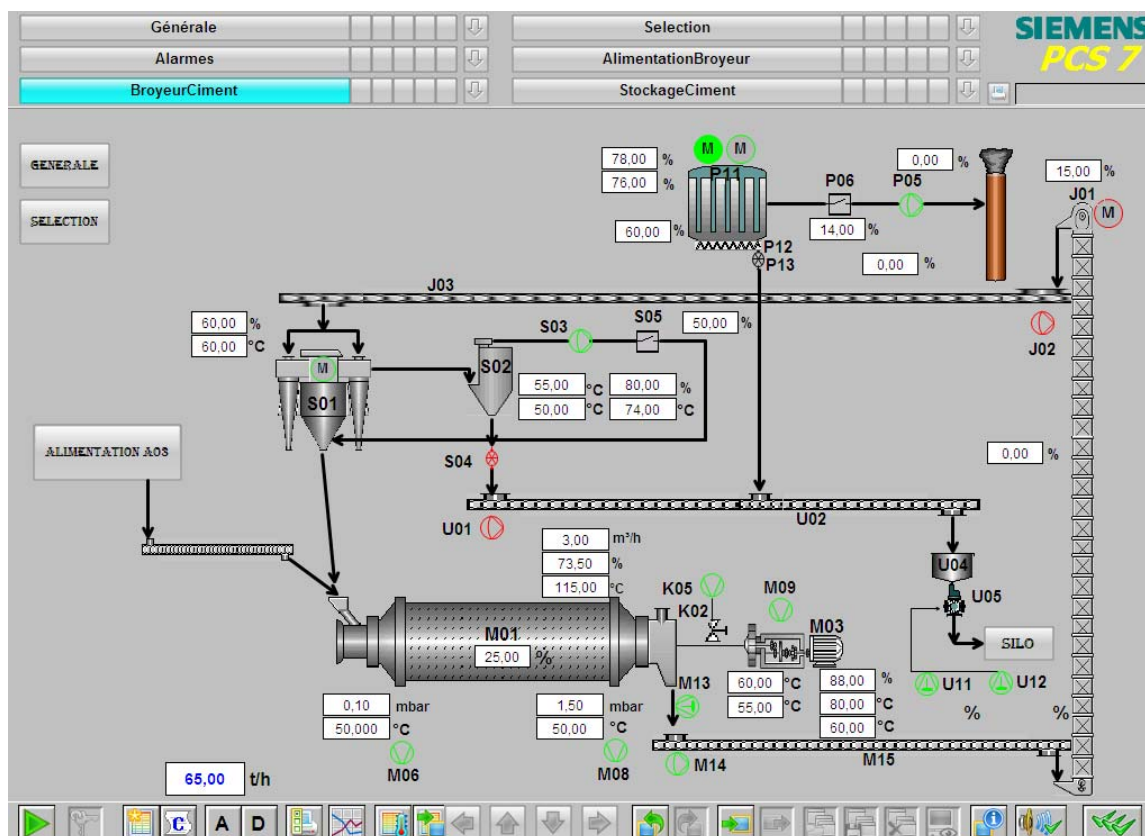 Générale
Selection
SIEMENS
PCS 7
Alarmes
AlimentationBroyeur
BroyeurCiment
StockageCiment
GENERALE
SELECTION
M
M
P11
78,00 %
76,00 %
60,00 %
P12
P13
P06
14,00 %
P05
0,00 %
0,00 %
15,00 %
J01
M
J03
J02
60,00 %
60,00 °C
M
S01
S02
S03
S05
50,00 %
55,00 °C
50,00 °C
80,00 %
74,00 °C
ALIMENTATION A08
S04
0,00 %
U01
U02
3,00 m³/h
73,50 %
115,00 °C
U04
U05
K05
K02
M09
M03
M01
25,00 %
SILO
M13
60,00 °C
55,00 °C
88,00 %
80,00 °C
60,00 °C
U11
U12
%
%
0,10 mbar
50,000 °C
1,50 mbar
50,00 °C
M06
M08
M14
M15
65,00 t/h
C
A
D